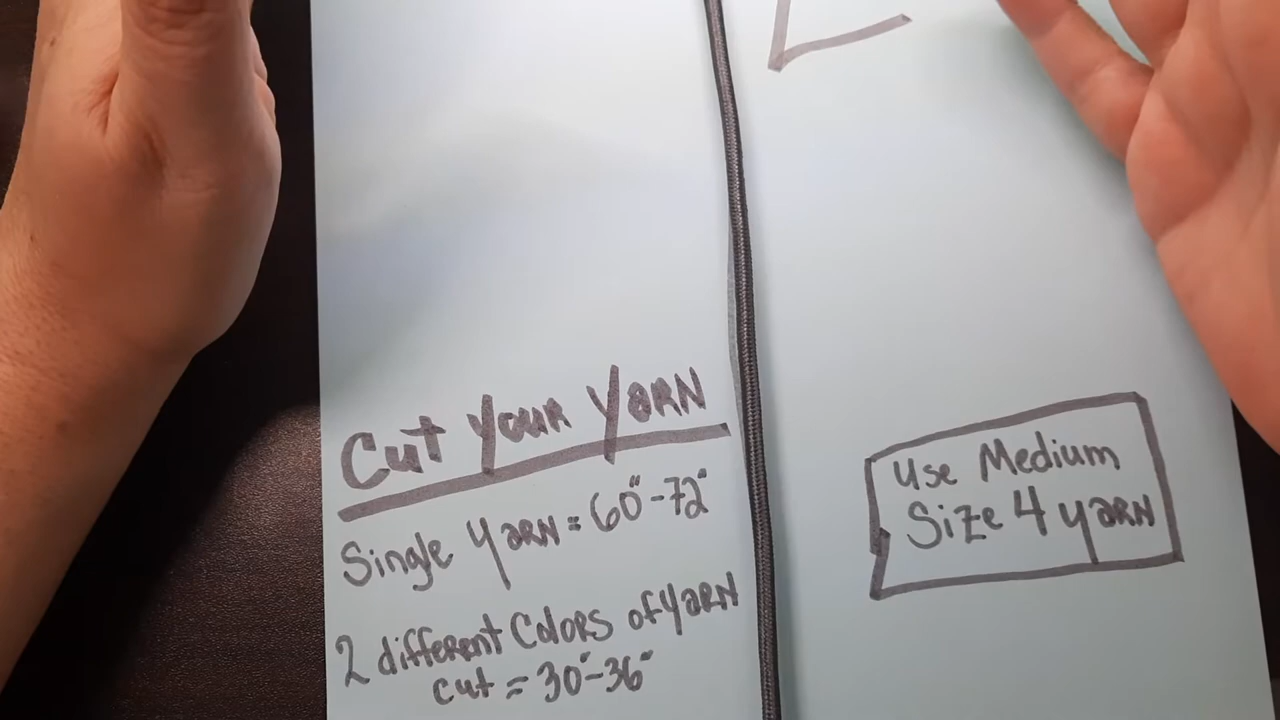 Cut your yarn
Single yarn = 60"-72"
2 different Colors of yarn
cut = 30"-36"
Use Medium
Size 4 yarn